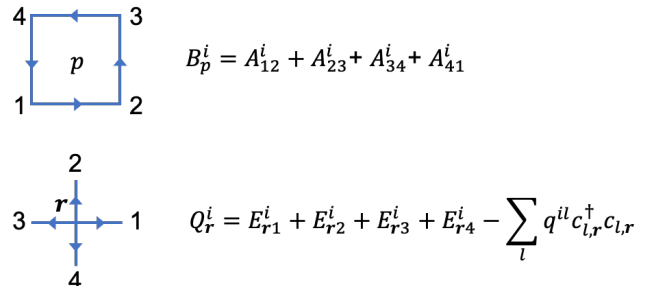 4 3
p
1 2
B_p^i = A_{12}^i + A_{23}^i + A_{34}^i + A_{41}^i
2
r
3 1
4
Q_r^i = E_{r1}^i + E_{r2}^i + E_{r3}^i + E_{r4}^i − ∑_l q^{il} c_{l,r}^† c_{l,r}